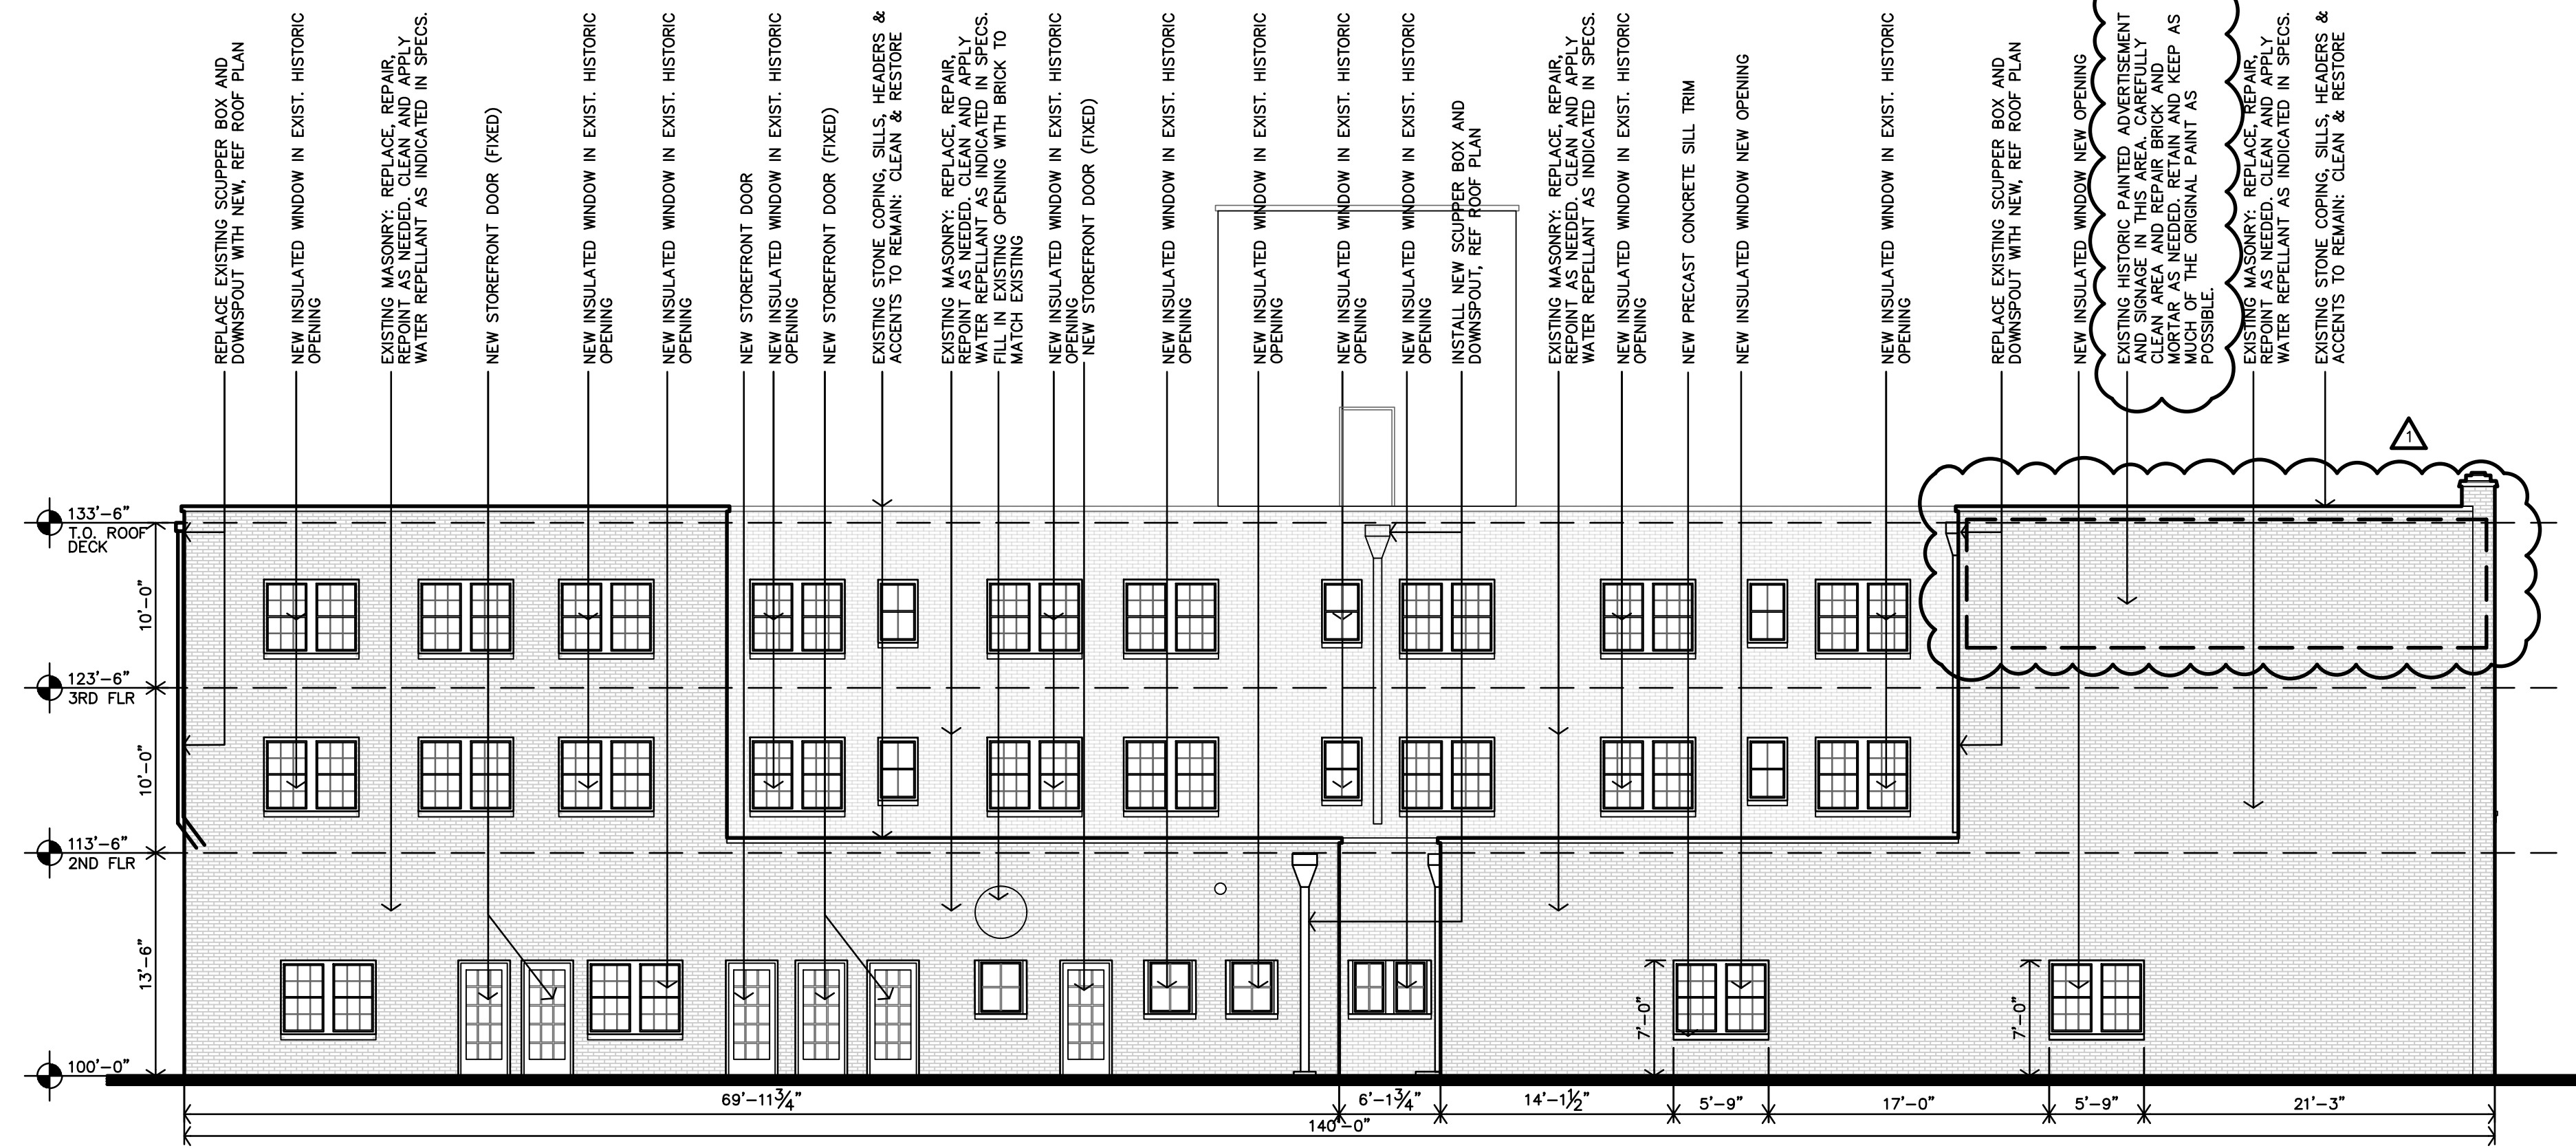 REPLACE EXISTING SCUPPER BOX AND
DOWNSPOUT WITH NEW, REF ROOF PLAN
NEW INSULATED WINDOW IN EXIST. HISTORIC
OPENING
EXISTING MASONRY: REPLACE, REPAIR,
REPOINT AS NEEDED. CLEAN AND APPLY
WATER REPELLANT AS INDICATED IN SPECS.
NEW STOREFRONT DOOR (FIXED)
NEW INSULATED WINDOW IN EXIST. HISTORIC
OPENING
NEW INSULATED WINDOW IN EXIST. HISTORIC
OPENING
NEW STOREFRONT DOOR
NEW INSULATED WINDOW IN EXIST. HISTORIC
OPENING
NEW STOREFRONT DOOR (FIXED)
EXISTING STONE COPING, SILLS, HEADERS &
ACCENTS TO REMAIN: CLEAN & RESTORE
EXISTING MASONRY: REPLACE, REPAIR,
REPOINT AS NEEDED. CLEAN AND APPLY
WATER REPELLANT AS INDICATED IN SPECS.
FILL IN EXISTING OPENING WITH BRICK TO
MATCH EXISTING
NEW INSULATED WINDOW IN EXIST. HISTORIC
OPENING
NEW STOREFRONT DOOR (FIXED)
NEW INSULATED WINDOW IN EXIST. HISTORIC
OPENING
NEW INSULATED WINDOW IN EXIST. HISTORIC
OPENING
NEW INSULATED WINDOW IN EXIST. HISTORIC
OPENING
NEW INSULATED WINDOW IN EXIST. HISTORIC
OPENING
INSTALL NEW SCUPPER BOX AND
DOWNSPOUT, REF ROOF PLAN
EXISTING MASONRY: REPLACE, REPAIR,
REPOINT AS NEEDED. CLEAN AND APPLY
WATER REPELLANT AS INDICATED IN SPECS.
NEW INSULATED WINDOW IN EXIST. HISTORIC
OPENING
NEW PRECAST CONCRETE SILL TRIM
NEW INSULATED WINDOW NEW OPENING
NEW INSULATED WINDOW IN EXIST. HISTORIC
OPENING
REPLACE EXISTING SCUPPER BOX AND
DOWNSPOUT WITH NEW, REF ROOF PLAN
NEW INSULATED WINDOW NEW OPENING
EXISTING HISTORIC PAINTED ADVERTISEMENT
AND SIGNAGE IN THIS AREA. CAREFULLY
CLEAN AREA AND REPAIR BRICK AND
MORTAR AS NEEDED. RETAIN AND KEEP AS
MUCH OF THE ORIGINAL PAINT AS
POSSIBLE.
EXISTING MASONRY: REPLACE, REPAIR,
REPOINT AS NEEDED. CLEAN AND APPLY
WATER REPELLANT AS INDICATED IN SPECS.
EXISTING STONE COPING, SILLS, HEADERS &
ACCENTS TO REMAIN: CLEAN & RESTORE
1
133'-6"
T.O. ROOF
DECK
10'-0"
123'-6"
3RD FLR
10'-0"
113'-6"
2ND FLR
13'-6"
100'-0"
7'-0"
7'-0"
69'-11¾"
6'-1¾"
14'-1½"
5'-9"
17'-0"
5'-9"
21'-3"
140'-0"